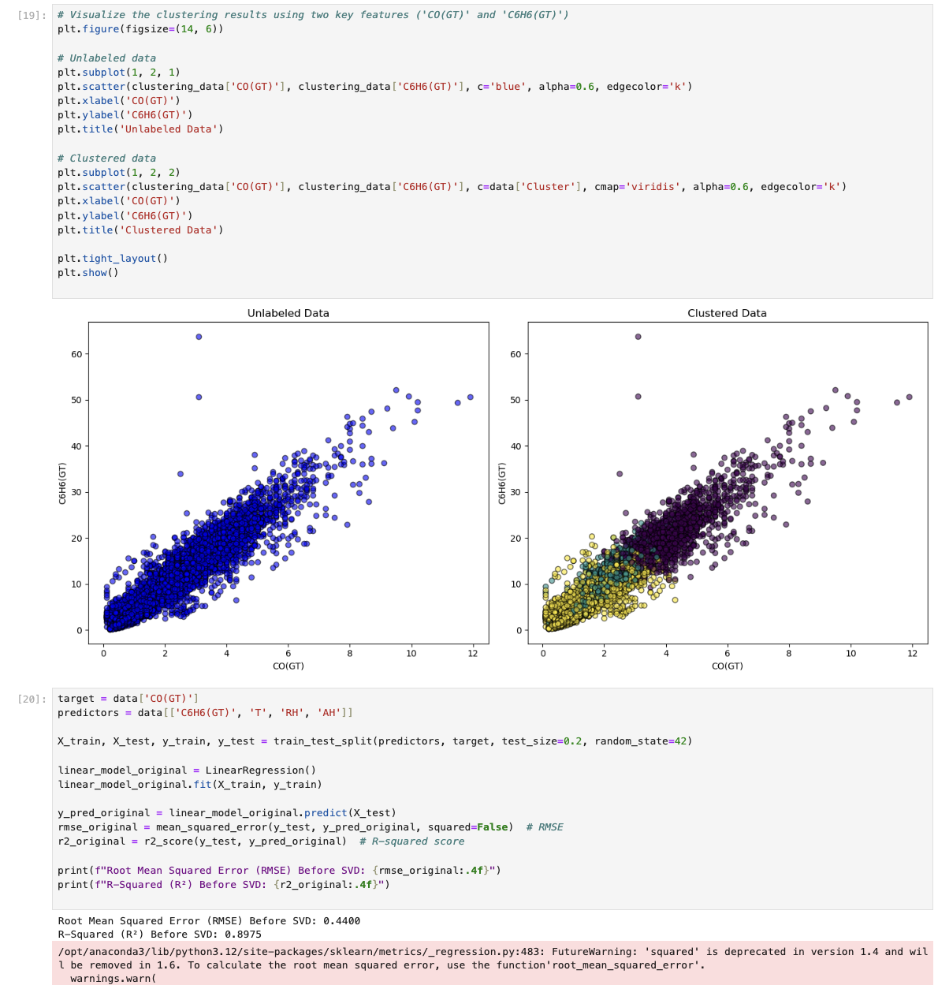 [19]: # Visualize the clustering results using two key features ('CO(GT)' and 'C6H6(GT)')
plt.figure(figsize=(14, 6))
# Unlabeled data
plt.subplot(1, 2, 1)
plt.scatter(clustering_data['CO(GT)'], clustering_data['C6H6(GT)'], c='blue', alpha=0.6, edgecolor='k')
plt.xlabel('CO(GT)')
plt.ylabel('C6H6(GT)')
plt.title('Unlabeled Data')
# Clustered data
plt.subplot(1, 2, 2)
plt.scatter(clustering_data['CO(GT)'], clustering_data['C6H6(GT)'], c=data['Cluster'], cmap='viridis', alpha=0.6, edgecolor='k')
plt.xlabel('CO(GT)')
plt.ylabel('C6H6(GT)')
plt.title('Clustered Data')
plt.tight_layout()
plt.show()
Unlabeled Data
60
50
40
30
20
10
0
C6H6(GT)
0 2 4 6 8 10 12
CO(GT)
Clustered Data
60
50
40
30
20
10
0
C6H6(GT)
0 2 4 6 8 10 12
CO(GT)
[20]: target = data['CO(GT)']
predictors = data[['C6H6(GT)', 'T', 'RH', 'AH']]
X_train, X_test, y_train, y_test = train_test_split(predictors, target, test_size=0.2, random_state=42)
linear_model_original = LinearRegression()
linear_model_original.fit(X_train, y_train)
y_pred_original = linear_model_original.predict(X_test)
rmse_original = mean_squared_error(y_test, y_pred_original, squared=False)  # RMSE
r2_original = r2_score(y_test, y_pred_original)  # R-squared score
print(f"Root Mean Squared Error (RMSE) Before SVD: {rmse_original:.4f}")
print(f"R-Squared (R²) Before SVD: {r2_original:.4f}")
Root Mean Squared Error (RMSE) Before SVD: 0.4400
R-Squared (R²) Before SVD: 0.8975
/opt/anaconda3/lib/python3.12/site-packages/sklearn/metrics/_regression.py:483: FutureWarning: 'squared' is deprecated in version 1.4 and wil
l be removed in 1.6. To calculate the root mean squared error, use the function'root_mean_squared_error'.
warnings.warn(